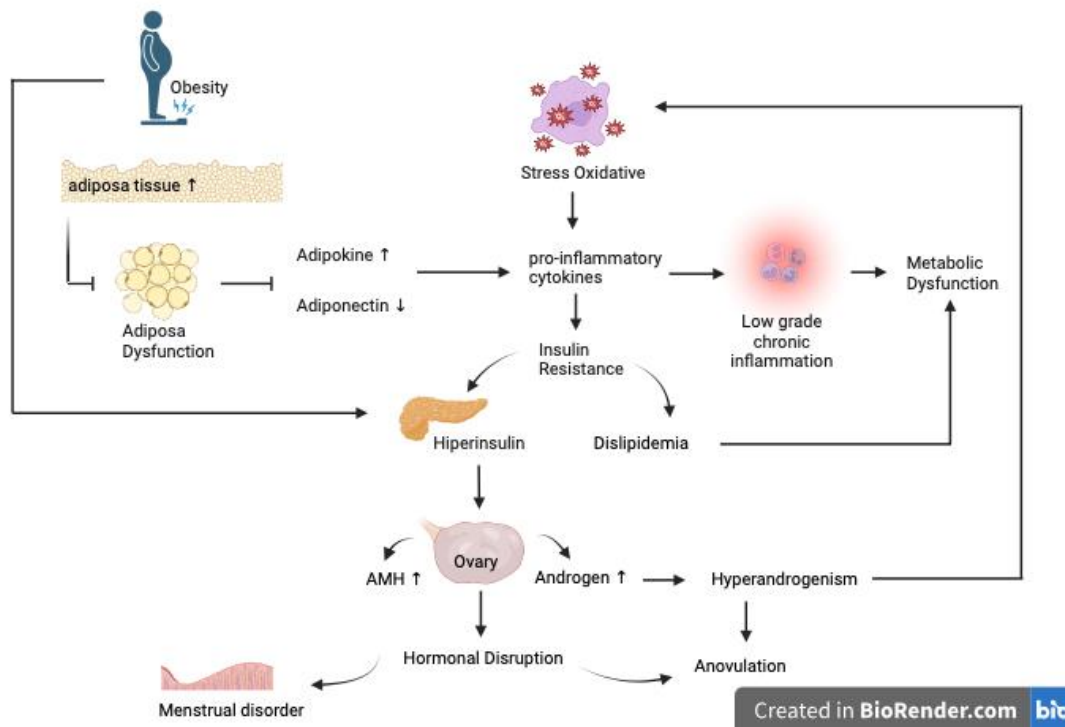 Obesity
adiposa tissue ↑
Stress Oxidative
Adipokine ↑
Adiponectin ↓
Adiposa
Dysfunction
pro-inflammatory
cytokines
Low grade
chronic
inflammation
Metabolic
Dysfunction
Insulin
Resistance
Hiperinsulin
Dislipidemia
Ovary
AMH ↑
Androgen ↑
Hyperandrogenism
Hormonal Disruption
Anovulation
Menstrual disorder
Created in BioRender.com bio